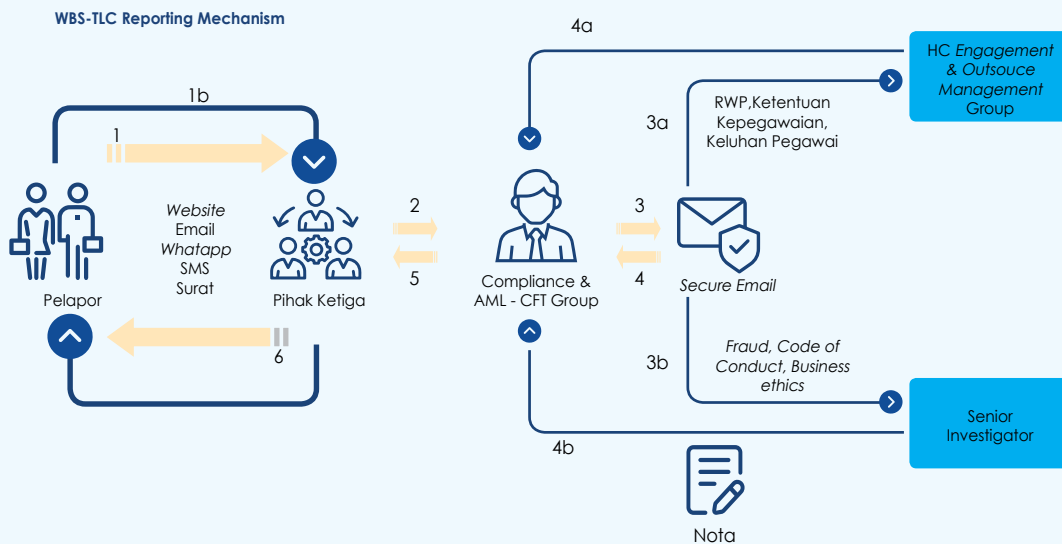 WBS-TLC Reporting Mechanism
1b
1
Website
Email
Whatapp
SMS
Surat
Pelapor
Pihak Ketiga
6
2
5
Compliance &
AML - CFT Group
3
4
Secure Email
4a
3a
RWP,Ketentuan
Kepegawaian,
Keluhan Pegawai
HC Engagement
& Outsouce
Management
Group
3b
Fraud, Code of
Conduct, Business
ethics
4b
Senior
Investigator
Nota